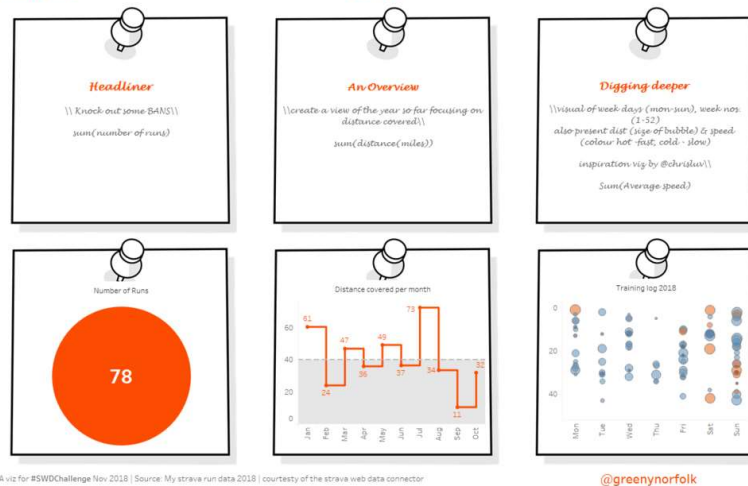 Headliner
\\ Knock out some BANS\\
sum(number of runs)
An Overview
\\create a view of the year so far focusing on
distance covered\\
sum(distance(miles))
Digging deeper
\\visual of week days (mon-sun), week nos.
(1-52)
also present dist (size of bubble) & speed
(colour hot -fast, cold - slow)
inspiration viz by @chrisluv\\
Sum(Average speed)
Number of Runs
78
Distance covered per month
60
40
20
0
61
24
47
36
49
37
73
34
11
32
Jan
Feb
Mar
Apr
May
Jun
Jul
Aug
Sep
Oct
Training log 2018
0
20
40
Mon
Tue
Wed
Thu
Fri
Sat
Sun
A viz for #SWDChallenge Nov 2018 | Source: My strava run data 2018 | courtesty of the strava web data connector
@greenynorfolk